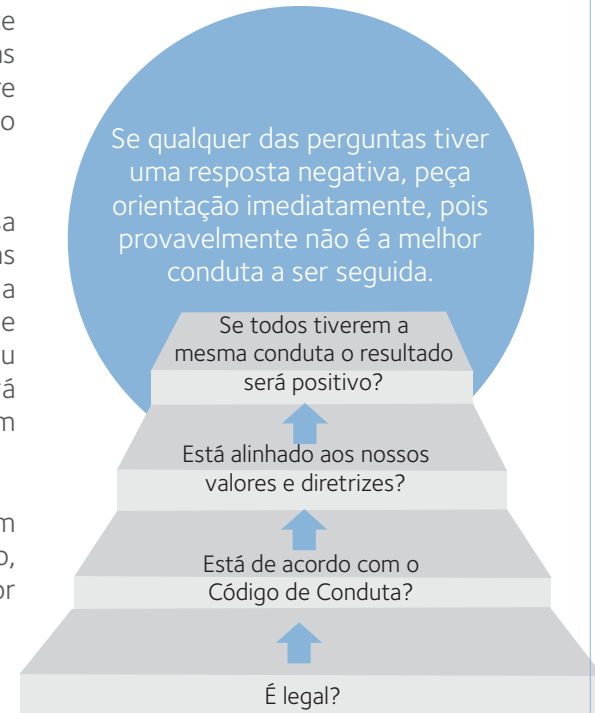 Se qualquer das perguntas tiver
uma resposta negativa, peça
orientação imediatamente, pois
provavelmente não é a melhor
conduta a ser seguida.
Se todos tiverem a
mesma conduta o resultado
será positivo?
Está alinhado aos nossos
valores e diretrizes?
Está de acordo com o
Código de Conduta?
É legal?